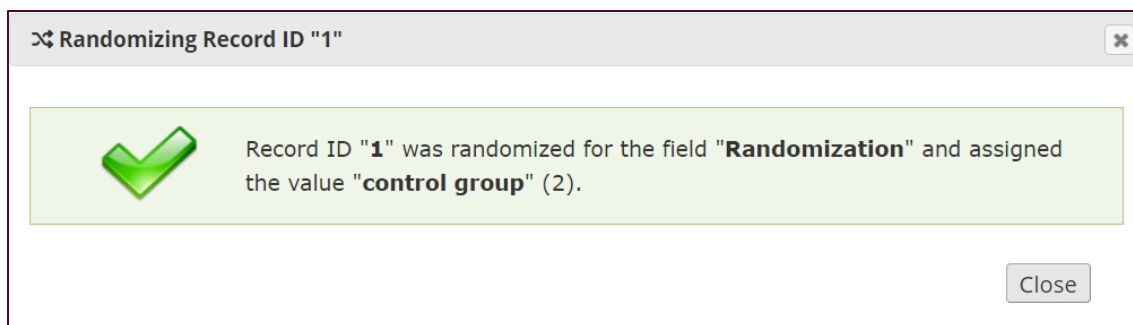 Randomizing Record ID "1"
Record ID "1" was randomized for the field "Randomization" and assigned
the value "control group" (2).
Close